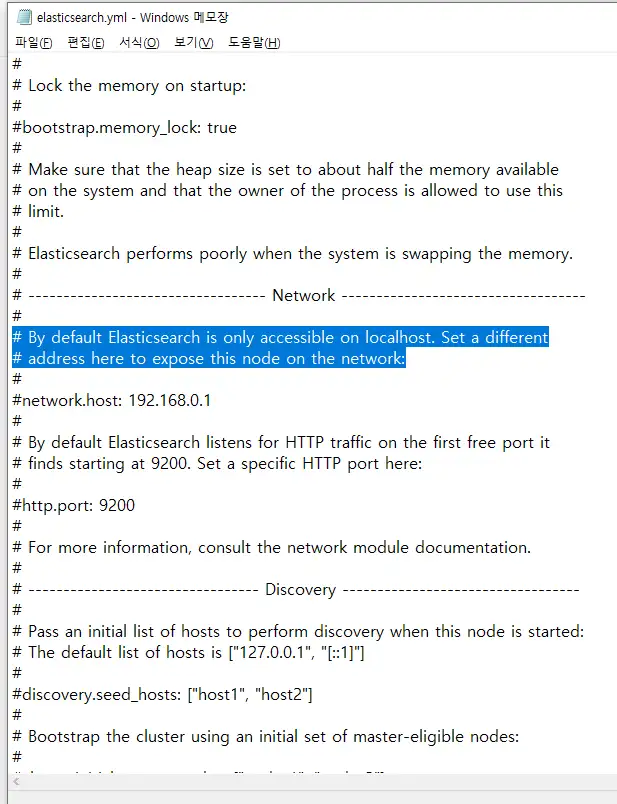 elasticsearch.yml - Windows 메모장
파일(F) 편집(E) 서식(O) 보기(V) 도움말(H)
#
# Lock the memory on startup:
#
#bootstrap.memory_lock: true
#
# Make sure that the heap size is set to about half the memory available
# on the system and that the owner of the process is allowed to use this
# limit.
#
# Elasticsearch performs poorly when the system is swapping the memory.
#
# ---------------------------------- Network -----------------------------------
#
# By default Elasticsearch is only accessible on localhost. Set a different
# address here to expose this node on the network:
#
#network.host: 192.168.0.1
#
# By default Elasticsearch listens for HTTP traffic on the first free port it
# finds starting at 9200. Set a specific HTTP port here:
#
#http.port: 9200
#
# For more information, consult the network module documentation.
#
# --------------------------------- Discovery ----------------------------------
#
# Pass an initial list of hosts to perform discovery when this node is started:
# The default list of hosts is ["127.0.0.1", "[::1]"]
#
#discovery.seed_hosts: ["host1", "host2"]
#
# Bootstrap the cluster using an initial set of master-eligible nodes:
#